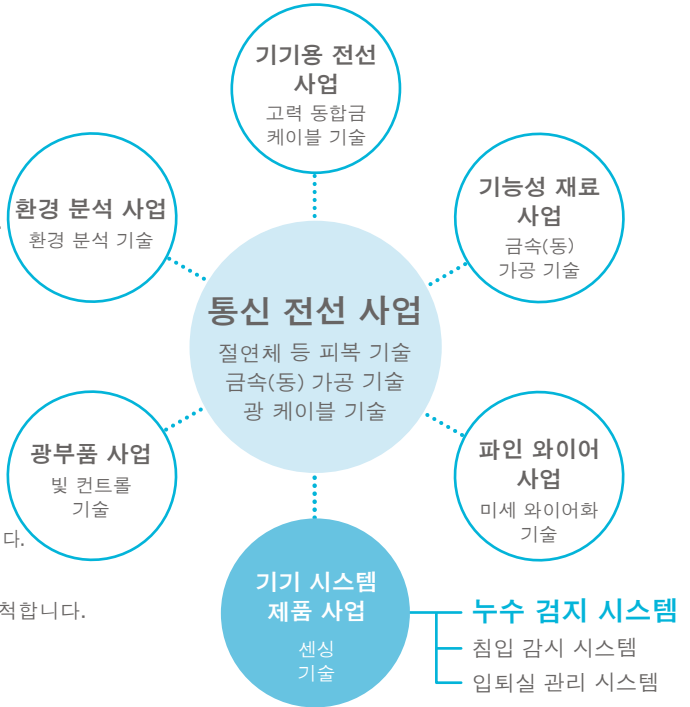 기기용 전선
사업
고력 동합금
케이블 기술
환경 분석 사업
환경 분석 기술
기능성 재료
사업
금속(동)
가공 기술
통신 전선 사업
절연체 등 피복 기술
금속(동) 가공 기술
광 케이블 기술
광부품 사업
빛 컨트롤
기술
파인 와이어
사업
미세 와이어화
기술
다.
척합니다.
기기 시스템
제품 사업
센싱
기술
누수 검지 시스템
침입 감시 시스템
입퇴실 관리 시스템